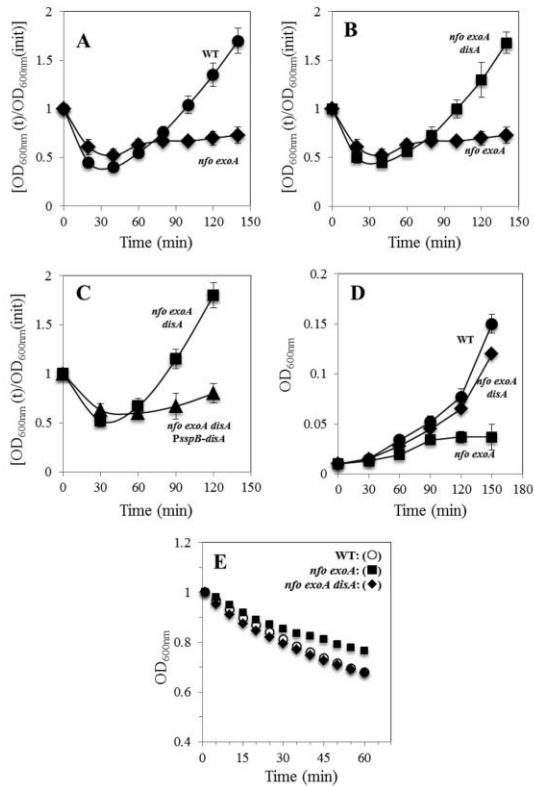 A
WT
nfo exoA
[OD600nm (t)/OD600nm(init)]
2
1.5
1
0.5
0
0 30 60 90 120 150
Time (min)
B
nfo exoA
disA
nfo exoA
[OD600nm (t)/OD600nm(init)]
2
1.5
1
0.5
0
0 30 60 90 120 150
Time (min)
C
nfo exoA
disA
nfo exoA disA
PsspB-disA
[OD600nm (t)/OD600nm(init)]
2
1.5
1
0.5
0
0 30 60 90 120 150
Time (min)
D
WT
nfo exoA
disA
nfo exoA
OD600nm
0.2
0.15
0.1
0.05
0
0 30 60 90 120 150 180
Time (min)
E
WT: (○)
nfo exoA: (■)
nfo exoA disA: (◆)
OD600nm
1.2
1
0.8
0.6
0.4
0 15 30 45 60
Time (min)